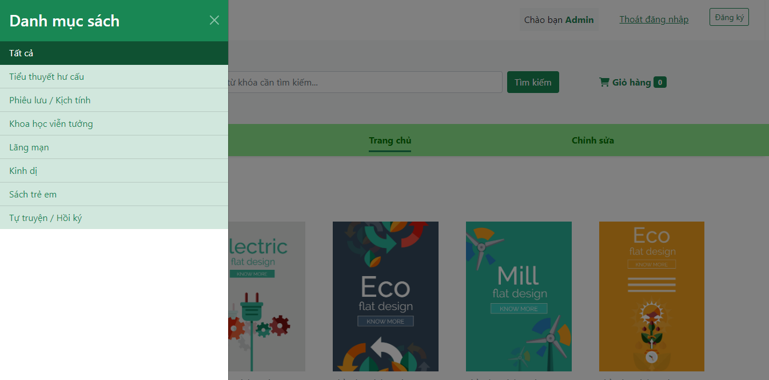 Danh mục sách
Chào bạn Admin
Thoát đăng nhập
Đăng ký
Tất cả
Tiểu thuyết hư cấu
Phiêu lưu / Kịch tính
Khoa học viễn tưởng
Lãng mạn
Kinh dị
Sách trẻ em
Tự truyện / Hồi ký
từ khóa cần tìm kiếm...
Tìm kiếm
Giỏ hàng 0
Trang chủ
Chỉnh sửa
lectric
flat design
KNOW MORE
Eco
flat design
KNOW MORE
Mill
flat design
KNOW MORE
Eco
flat design
KNOW MORE